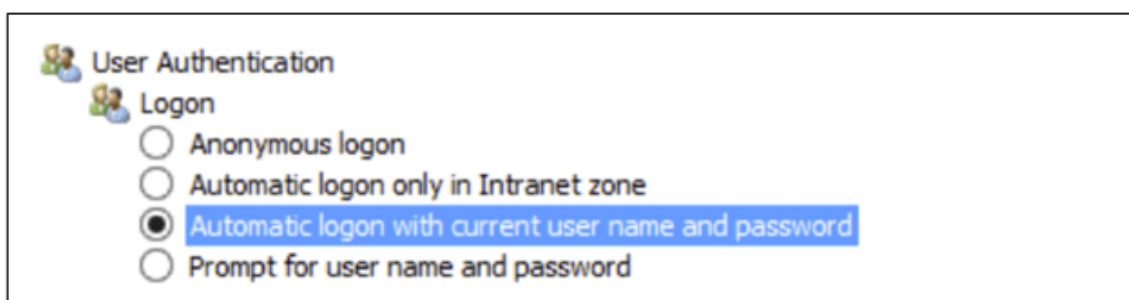 User Authentication
Logon
Anonymous logon
Automatic logon only in Intranet zone
Automatic logon with current user name and password
Prompt for user name and password